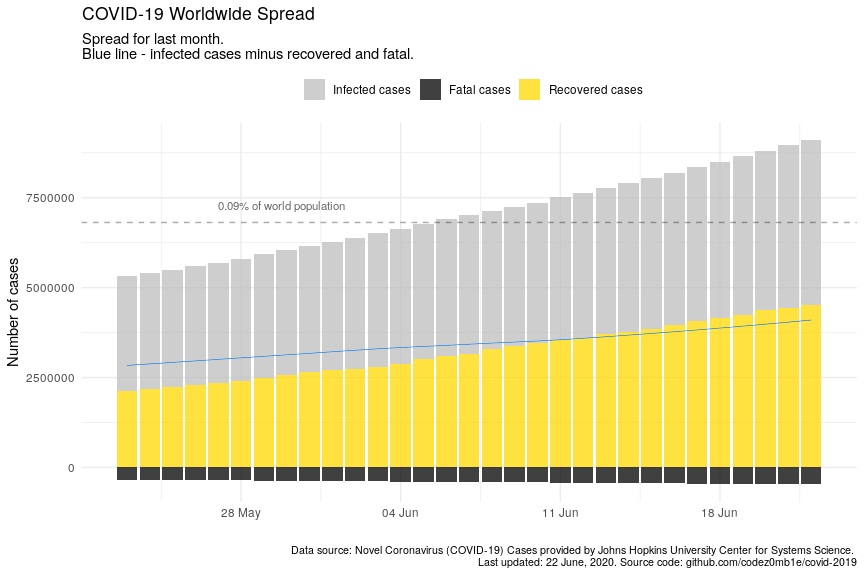 COVID-19 Worldwide Spread
Spread for last month.
Blue line - infected cases minus recovered and fatal.
Infected cases Fatal cases Recovered cases
Number of cases
7500000
5000000
2500000
0
0.09% of world population
28 May 04 Jun 11 Jun 18 Jun
Data source: Novel Coronavirus (COVID-19) Cases provided by Johns Hopkins University Center for Systems Science.
Last updated: 22 June, 2020. Source code: github.com/codez0mb1e/covid-2019